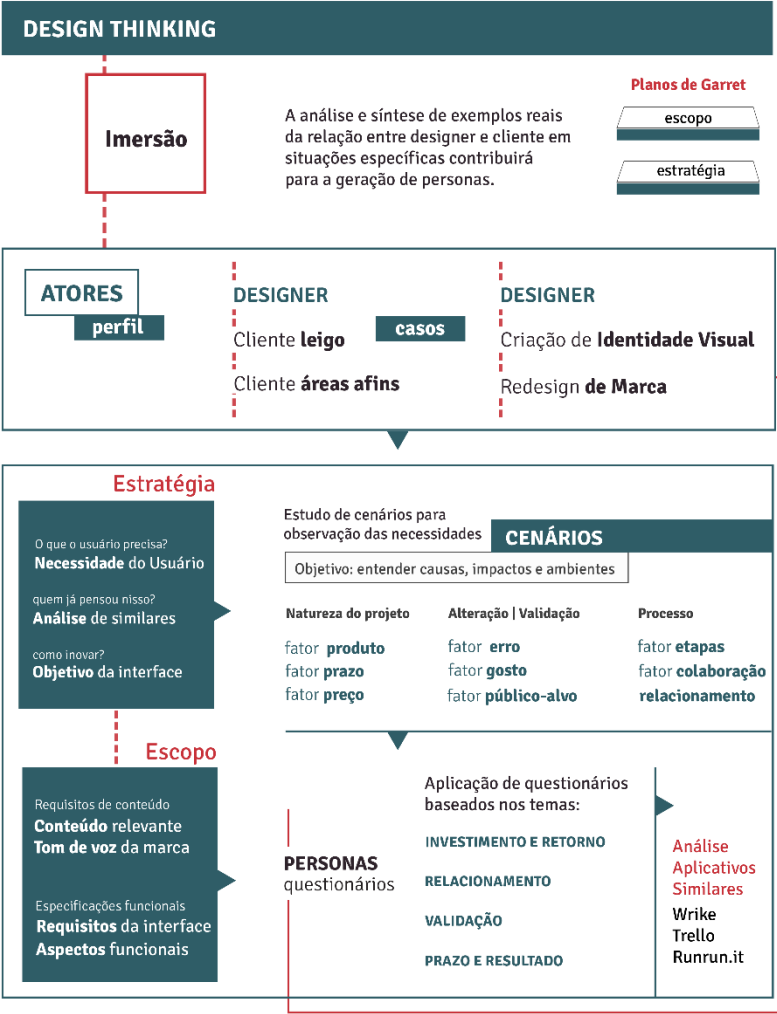 DESIGN THINKING
Imersão
A análise e síntese de exemplos reais
da relação entre designer e cliente em
situações específicas contribuirá
para a geração de personas.
Planos de Garret
escopo
estratégia
ATORES
perfil
DESIGNER
Cliente leigo
Cliente áreas afins
casos
DESIGNER
Criação de Identidade Visual
Redesign de Marca
Estratégia
O que o usuário precisa?
Necessidade do Usuário
quem já pensou nisso?
Análise de similares
como inovar?
Objetivo da interface
Estudo de cenários para
observação das necessidades
CENÁRIOS
Objetivo: entender causas, impactos e ambientes
Natureza do projeto
fator produto
fator prazo
fator preço
Alteração | Validação
fator erro
fator gosto
fator público-alvo
Processo
fator etapas
fator colaboração
relacionamento
Escopo
Requisitos de conteúdo
Conteúdo relevante
Tom de voz da marca
Especificações funcionais
Requisitos da interface
Aspectos funcionais
PERSONAS
questionários
Aplicação de questionários
baseados nos temas:
INVESTIMENTO E RETORNO
RELACIONAMENTO
VALIDAÇÃO
PRAZO E RESULTADO
Análise
Aplicativos
Similares
Wrike
Trello
Runrun.it